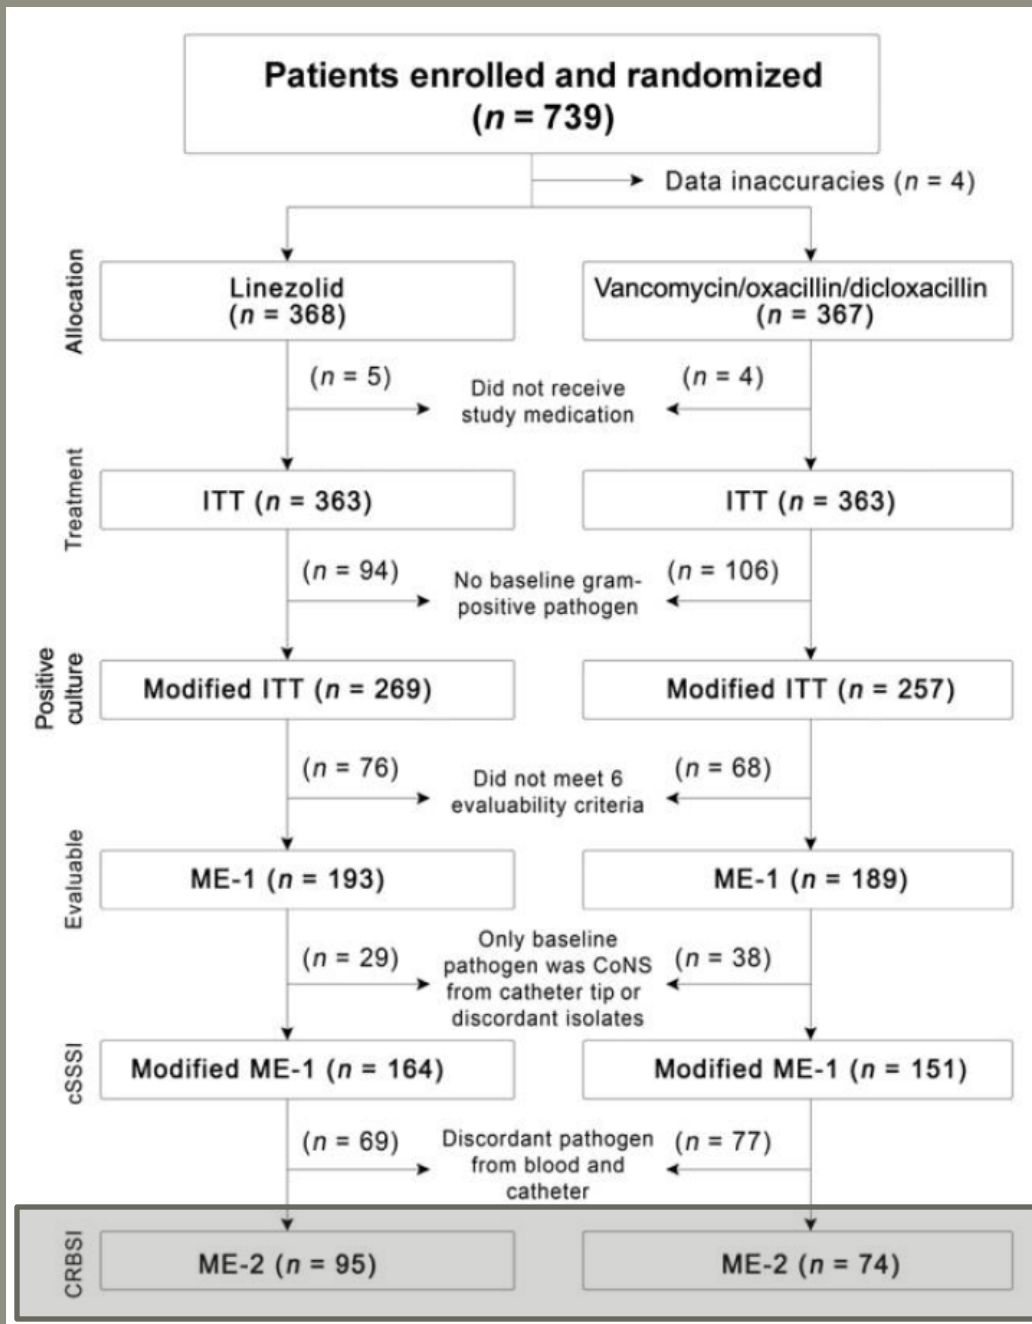 Patients enrolled and randomized
(n = 739)
Data inaccuracies (n = 4)
Allocation
Linezolid
(n = 368)
Vancomycin/oxacillin/dicloxacillin
(n = 367)
(n = 5)
Did not receive
study medication
(n = 4)
Treatment
ITT (n = 363)
ITT (n = 363)
(n = 94)
No baseline gram-
positive pathogen
(n = 106)
Positive
culture
Modified ITT (n = 269)
Modified ITT (n = 257)
(n = 76)
Did not meet 6
evaluability criteria
(n = 68)
Evaluable
ME-1 (n = 193)
ME-1 (n = 189)
(n = 29)
Only baseline
pathogen was CoNS
from catheter tip or
discordant isolates
(n = 38)
cSSSI
Modified ME-1 (n = 164)
Modified ME-1 (n = 151)
(n = 69)
Discordant pathogen
from blood and
catheter
(n = 77)
CRBSI
ME-2 (n = 95)
ME-2 (n = 74)